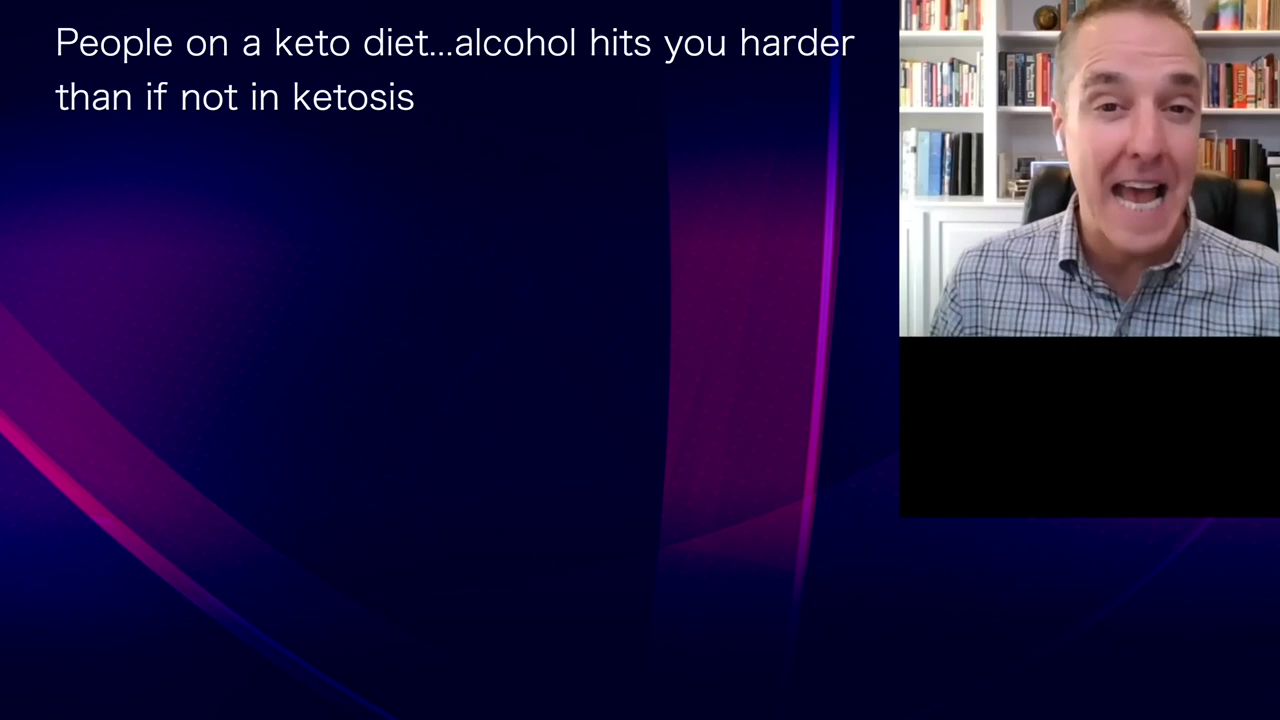 People on a keto diet...alcohol hits you harder
than if not in ketosis